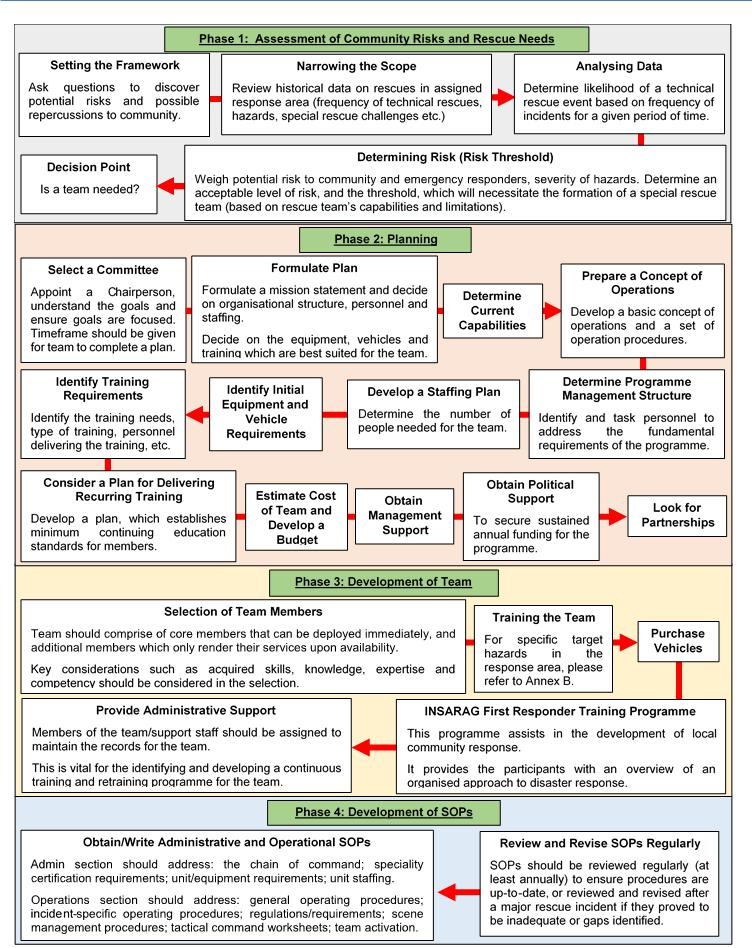 Phase 1: Assessment of Community Risks and Rescue Needs
Setting the Framework
Ask questions to discover
potential risks and possible
repercussions to community.
Narrowing the Scope
Review historical data on rescues in assigned
response area (frequency of technical rescues,
hazards, special rescue challenges etc.)
Analysing Data
Determine likelihood of a technical
rescue event based on frequency of
incidents for a given period of time.
Determining Risk (Risk Threshold)
Weigh potential risk to community and emergency responders, severity of hazards. Determine an
acceptable level of risk, and the threshold, which will necessitate the formation of a special rescue
team (based on rescue team's capabilities and limitations).
Decision Point
Is a team needed?
Phase 2: Planning
Select a Committee
Appoint a Chairperson,
understand the goals and
ensure goals are focused.
Timeframe should be given
for team to complete a plan.
Formulate Plan
Formulate a mission statement and decide
on organisational structure, personnel and
staffing.
Decide on the equipment, vehicles and
training which are best suited for the team.
Determine
Current
Capabilities
Prepare a Concept of
Operations
Develop a basic concept of
operations and a set of
operation procedures.
Determine Programme
Management Structure
Identify and task personnel to
address the fundamental
requirements of the programme.
Develop a Staffing Plan
Determine the number of
people needed for the team.
Identify Initial
Equipment and
Vehicle
Requirements
Identify Training
Requirements
Identify the training needs,
type of training, personnel
delivering the training, etc.
Consider a Plan for Delivering
Recurring Training
Develop a plan, which establishes
minimum continuing education
standards for members.
Estimate Cost
of Team and
Develop a
Budget
Obtain
Management
Support
Obtain Political
Support
To secure sustained
annual funding for the
programme.
Look for
Partnerships
Phase 3: Development of Team
Selection of Team Members
Team should comprise of core members that can be deployed immediately, and
additional members which only render their services upon availability.
Key considerations such as acquired skills, knowledge, expertise and
competency should be considered in the selection.
Training the Team
For specific target
hazards in the
response area, please
refer to Annex B.
Purchase
Vehicles
INSARAG First Responder Training Programme
This programme assists in the development of local
community response.
It provides the participants with an overview of an
organised approach to disaster response.
Provide Administrative Support
Members of the team/support staff should be assigned to
maintain the records for the team.
This is vital for the identifying and developing a continuous
training and retraining programme for the team.
Phase 4: Development of SOPs
Obtain/Write Administrative and Operational SOPs
Admin section should address: the chain of command; speciality
certification requirements; unit/equipment requirements; unit staffing.
Operations section should address: general operating procedures;
incident-specific operating procedures; regulations/requirements; scene
management procedures; tactical command worksheets; team activation.
Review and Revise SOPs Regularly
SOPs should be reviewed regularly (at
least annually) to ensure procedures are
up-to-date, or reviewed and revised after
a major rescue incident if they proved to
be inadequate or gaps identified.